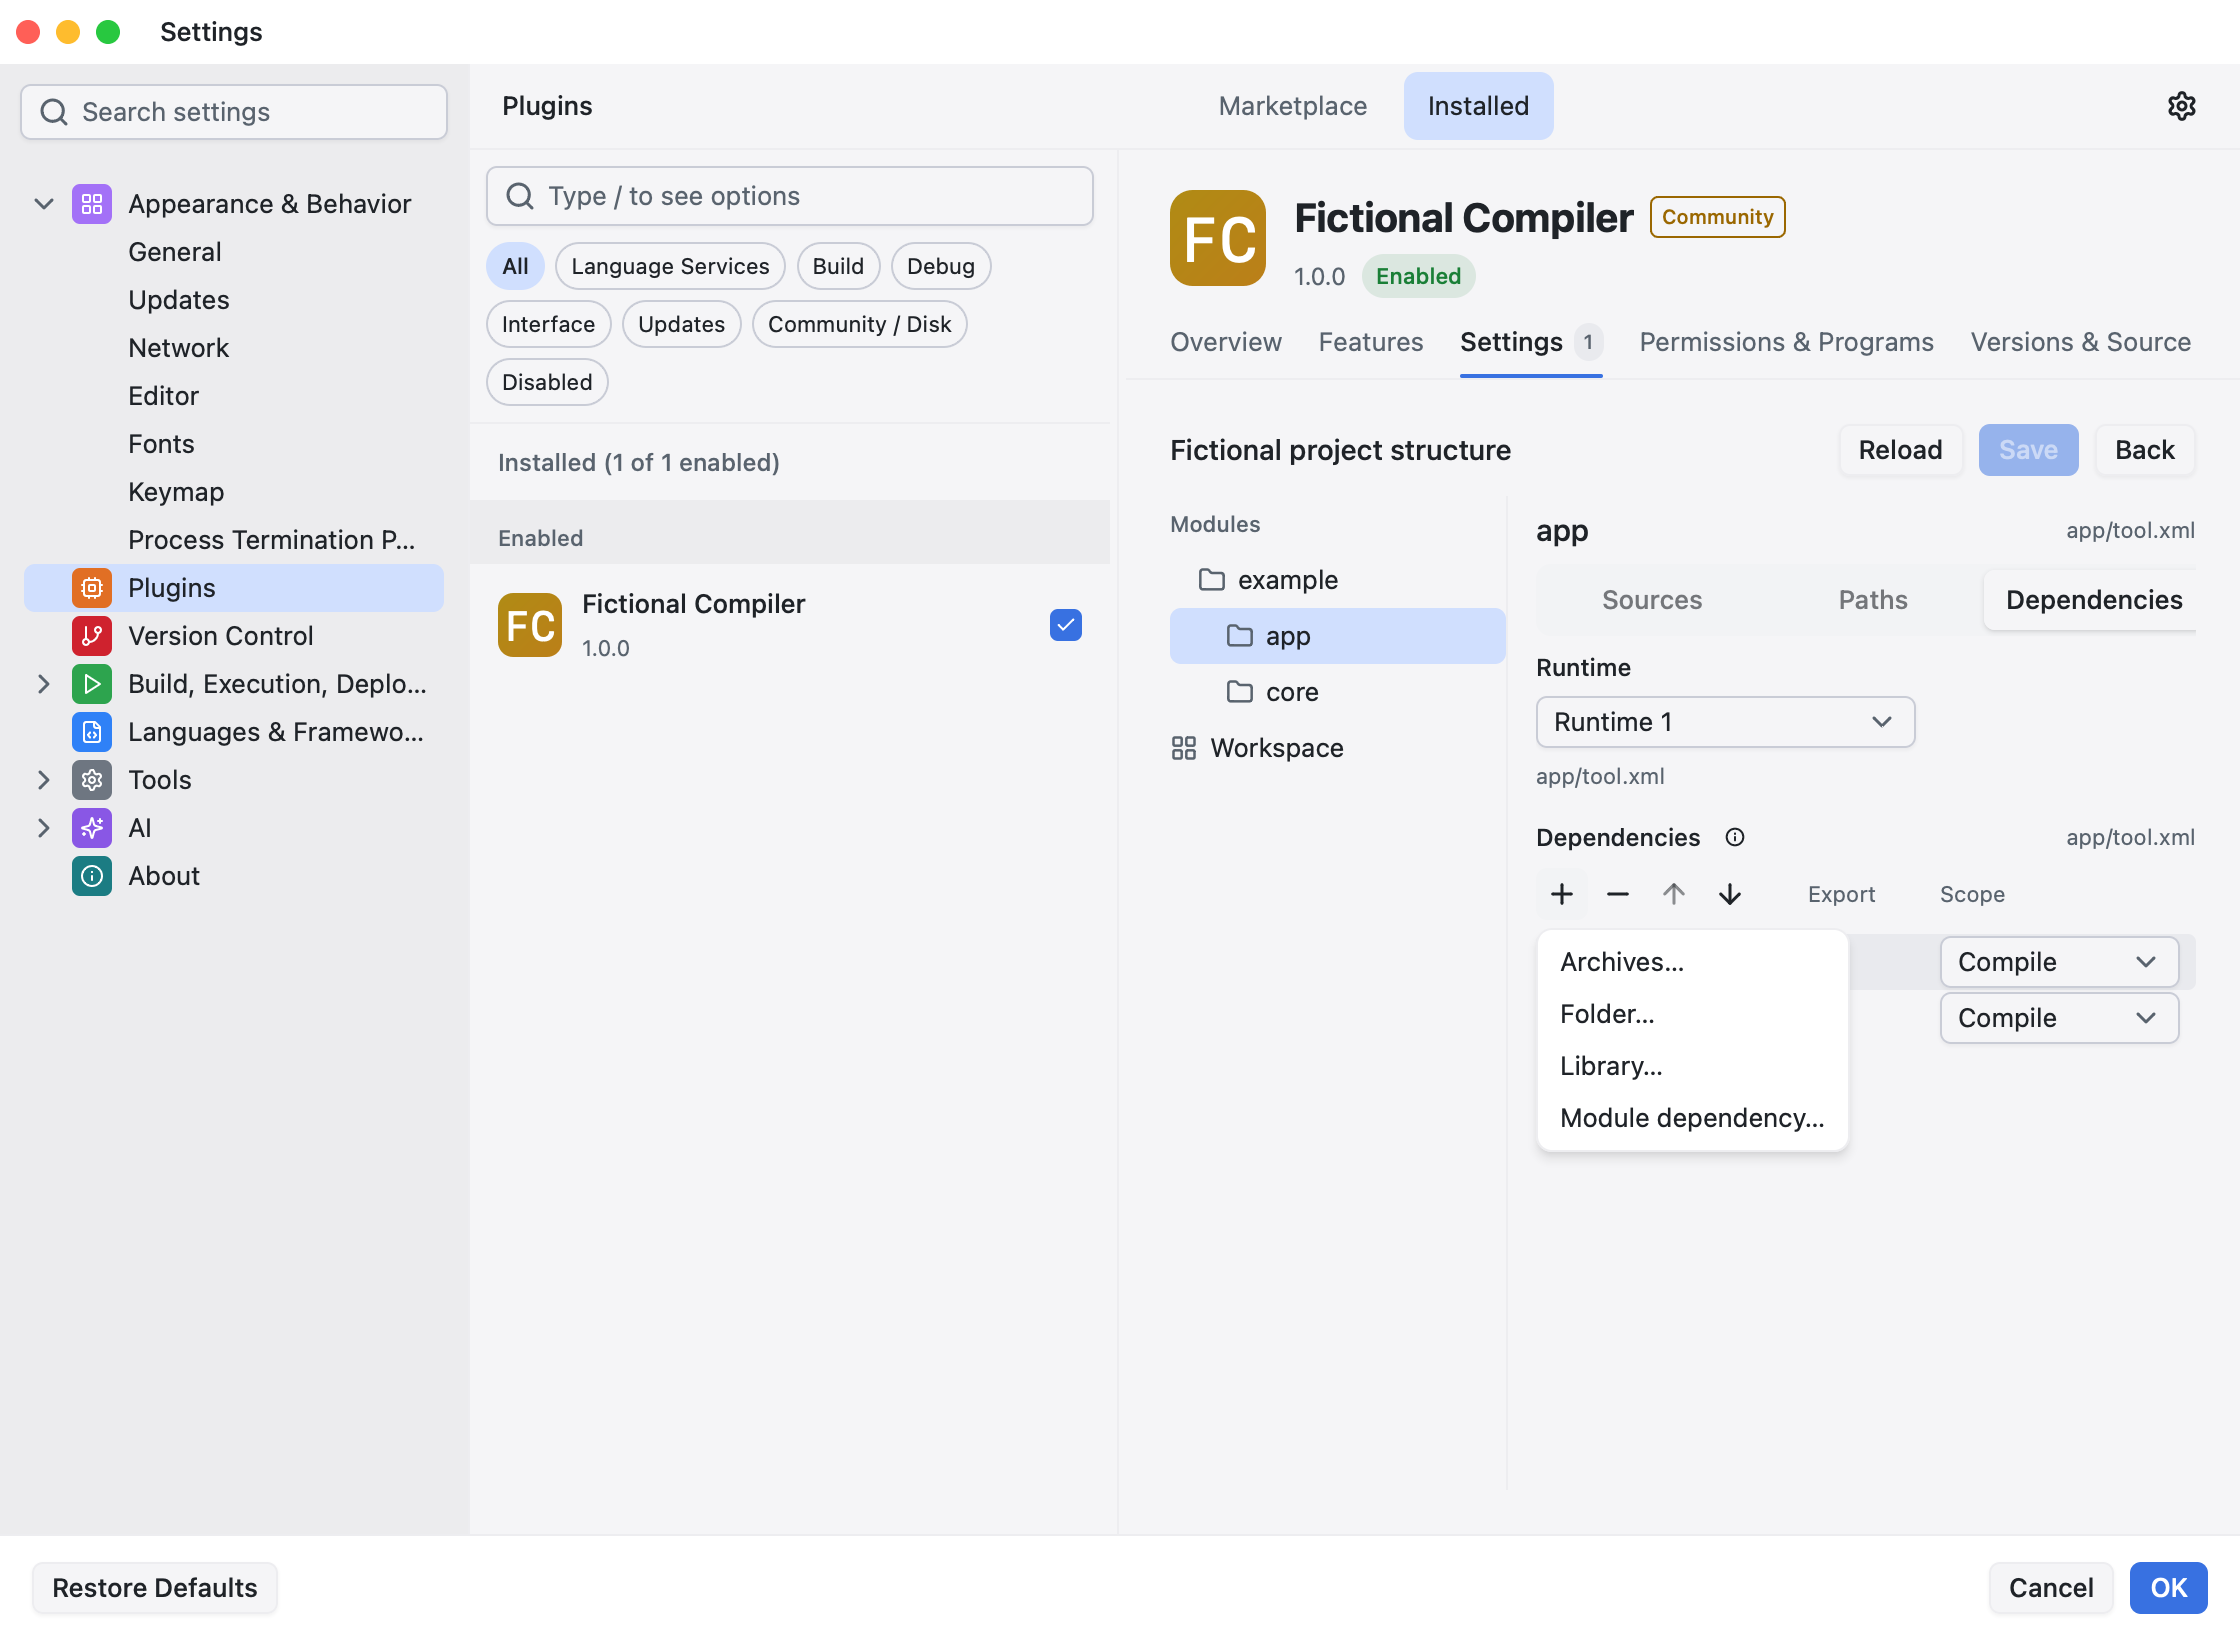 Settings
Search settings
Appearance & Behavior
General
Updates
Network
Editor
Fonts
Keymap
Process Termination P...
Plugins
Version Control
Build, Execution, Deplo...
Languages & Framewo...
Tools
AI
About
Plugins
Marketplace
Installed
Type / to see options
All
Language Services
Build
Debug
Interface
Updates
Community / Disk
Disabled
Installed (1 of 1 enabled)
Enabled
FC
Fictional Compiler
1.0.0
FC
Fictional Compiler
Community
1.0.0
Enabled
Overview
Features
Settings 1
Permissions & Programs
Versions & Source
Fictional project structure
Reload
Save
Back
Modules
example
app
core
Workspace
app
app/tool.xml
Sources
Paths
Dependencies
Runtime
Runtime 1
app/tool.xml
Dependencies
app/tool.xml
Export
Scope
Archives...
Folder...
Library...
Module dependency...
Compile
Compile
Restore Defaults
Cancel
OK